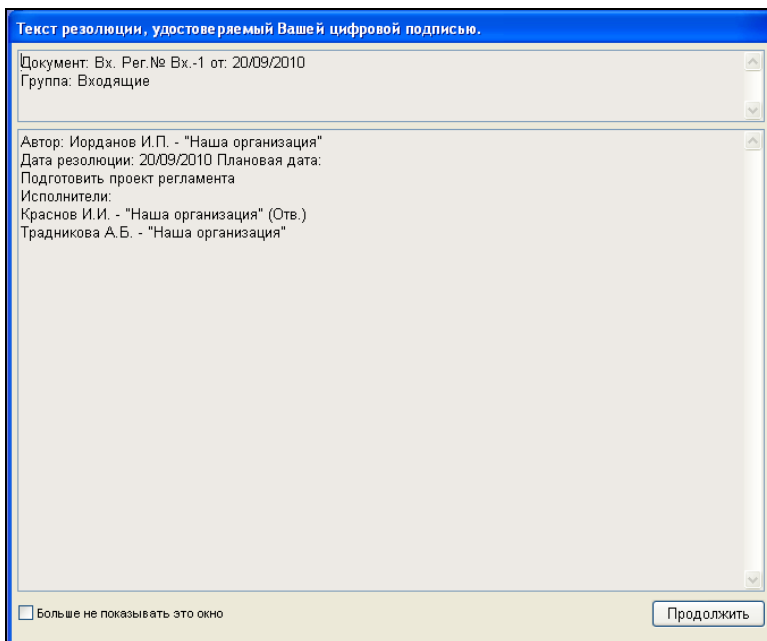 Текст резолюции, удостоверяемый Вашей цифровой подписью.
Документ: Вх. Рег.№ Вх.-1 от: 20/09/2010
Группа: Входящие
Автор: Иорданов И.П. - "Наша организация"
Дата резолюции: 20/09/2010 Плановая дата:
Подготовить проект регламента
Исполнители:
Краснов И.И. - "Наша организация" (Отв.)
Традникова А.Б. - "Наша организация"
Больше не показывать это окно
Продолжить